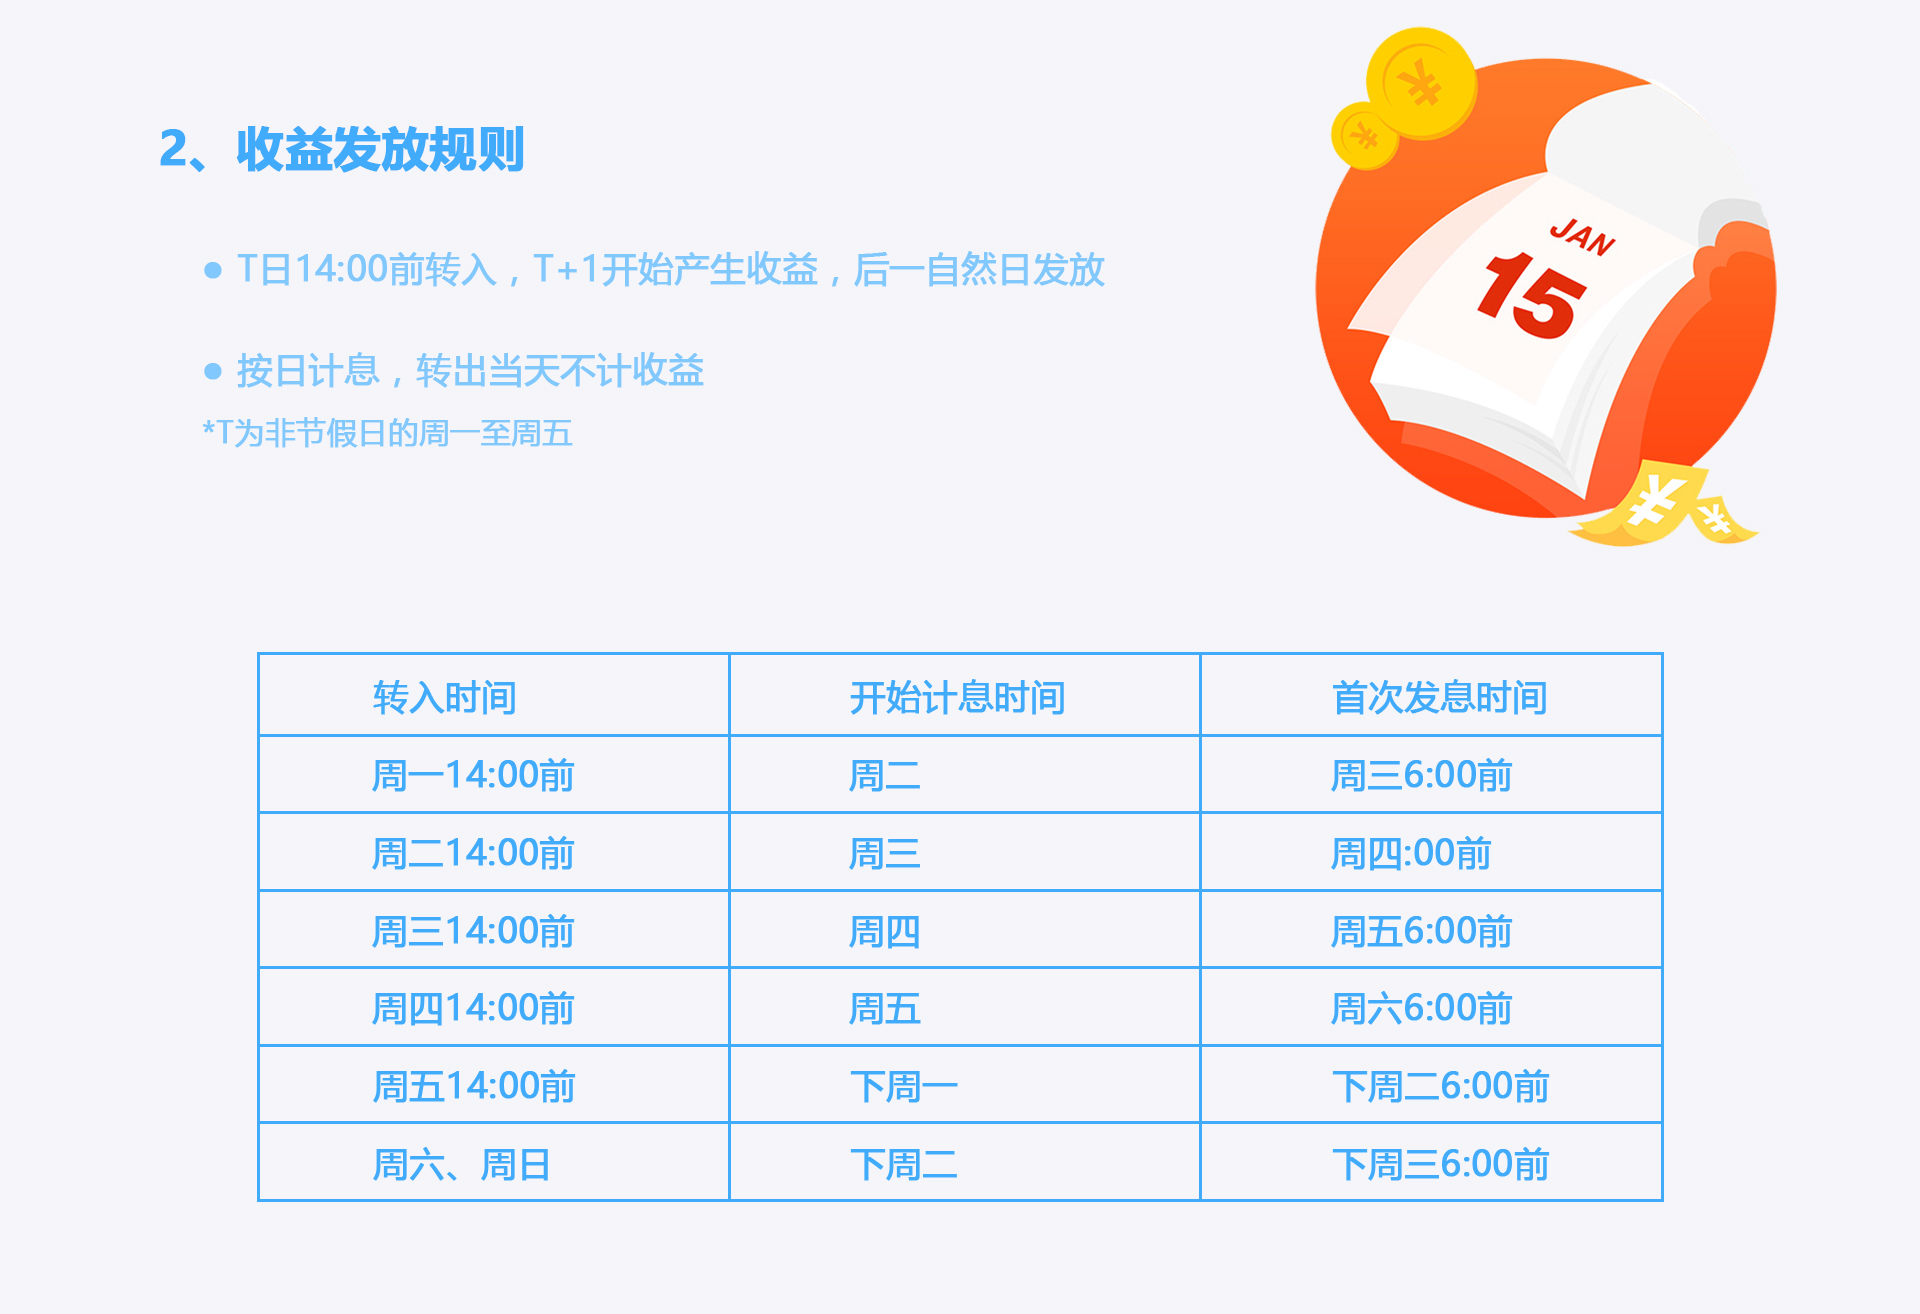 2、收益发放规则
● T日14:00前转入，T+1开始产生收益，后一自然日发放
● 按日计息，转出当天不计收益
*T为非节假日的周一至周五
¥
¥
JAN
15
¥
¥
转入时间 开始计息时间 首次发息时间
周一14:00前 周二 周三6:00前
周二14:00前 周三 周四:00前
周三14:00前 周四 周五6:00前
周四14:00前 周五 周六6:00前
周五14:00前 下周一 下周二6:00前
周六、周日 下周二 下周三6:00前